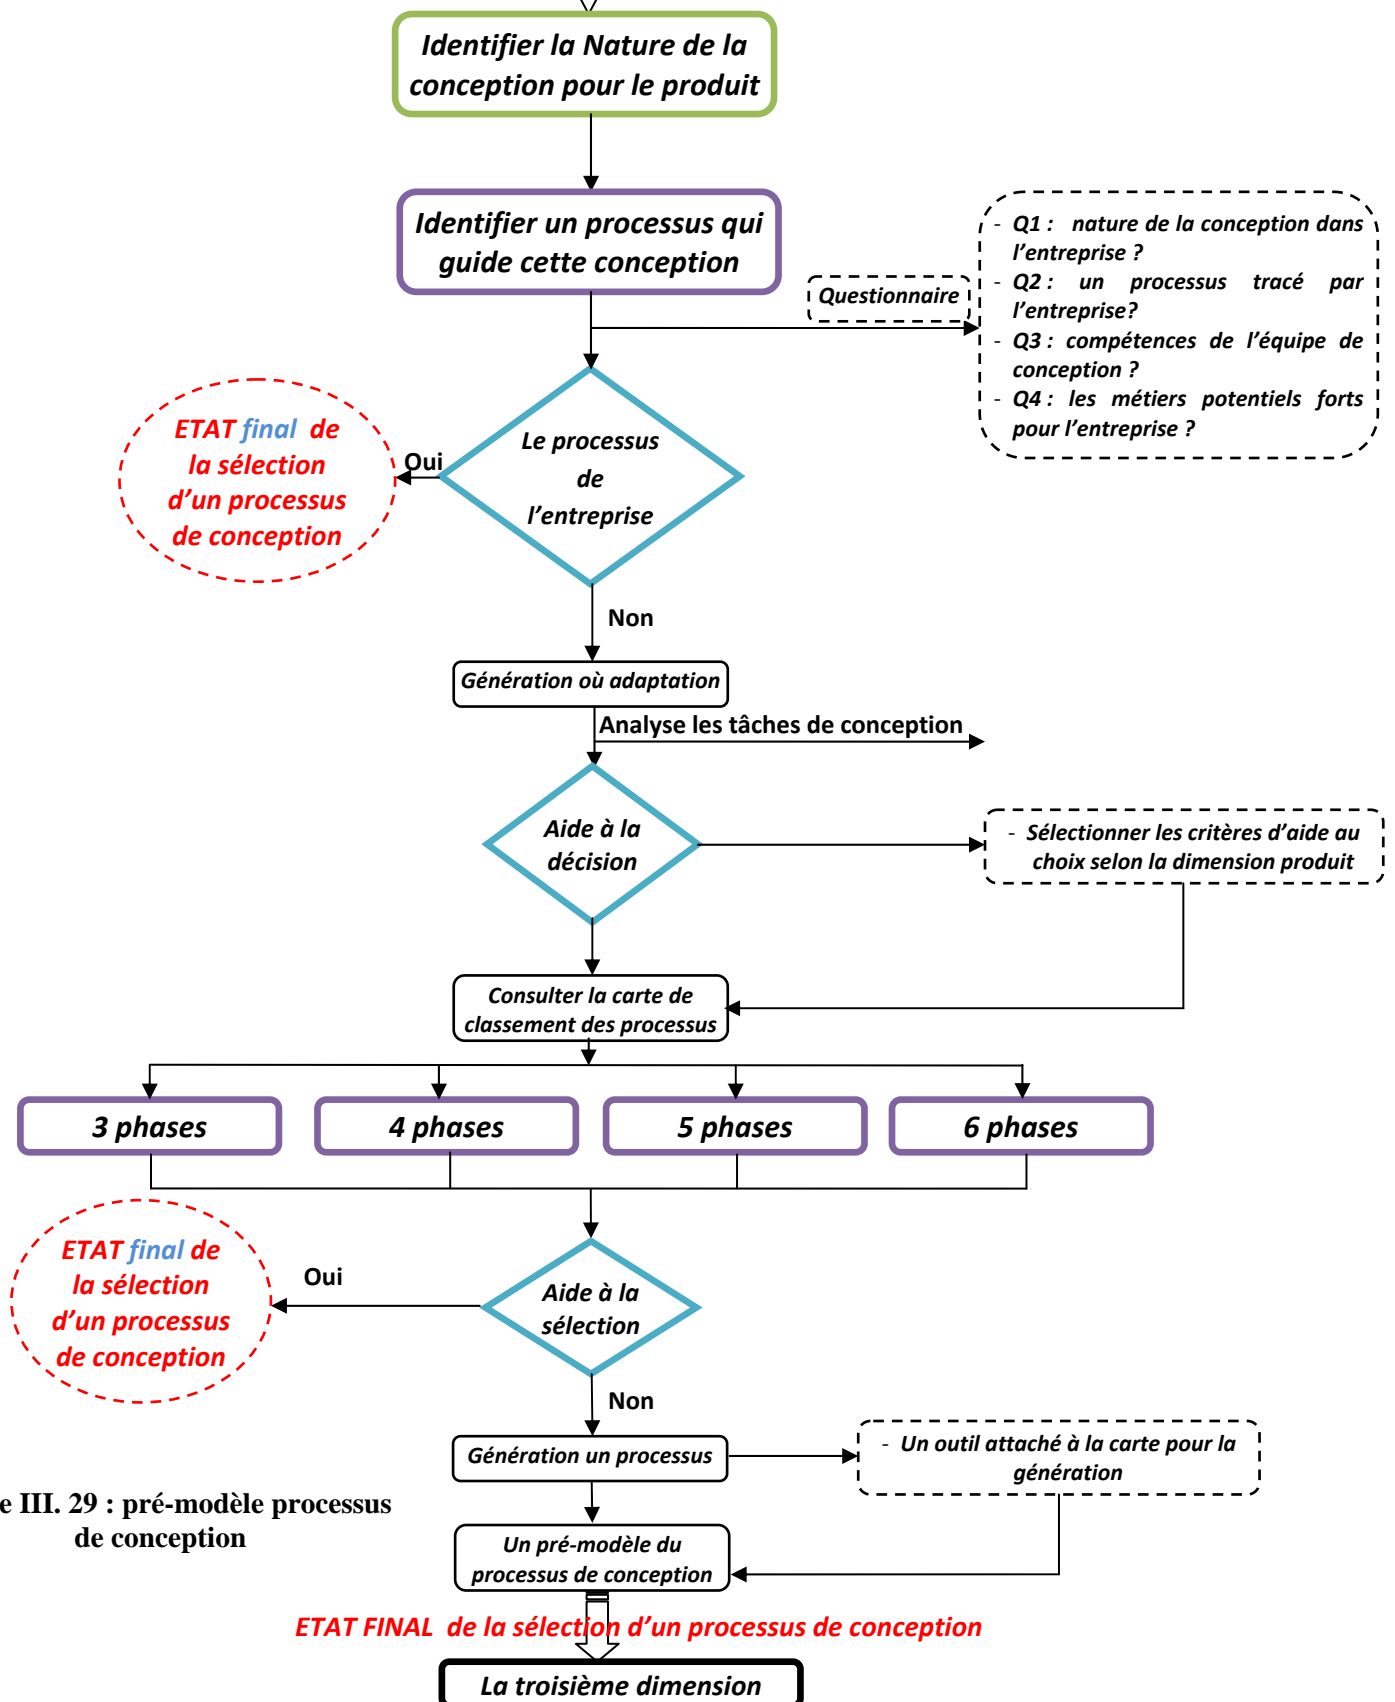 Identifier la Nature de la
conception pour le produit
Identifier un processus qui
guide cette conception
Questionnaire
- Q1 : nature de la conception dans
l’entreprise ?
- Q2 : un processus tracé par
l’entreprise?
- Q3 : compétences de l’équipe de
conception ?
- Q4 : les métiers potentiels forts
pour l’entreprise ?
ETAT final de
la sélection
d’un processus
de conception
Oui
Le processus
de
l’entreprise
Non
Génération où adaptation
Analyse les tâches de conception
Aide à la
décision
- Sélectionner les critères d’aide au
choix selon la dimension produit
Consulter la carte de
classement des processus
3 phases
4 phases
5 phases
6 phases
ETAT final de
la sélection
d’un processus
de conception
Oui
Aide à la
sélection
Non
Génération un processus
- Un outil attaché à la carte pour la
génération
e III. 29 : pré-modèle processus
de conception
Un pré-modèle du
processus de conception
ETAT FINAL de la sélection d’un processus de conception
La troisième dimension